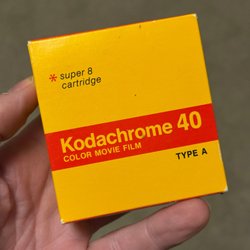 * super 8
cartridge
Kodachrome 40
COLOR MOVIE FILM
TYPE A